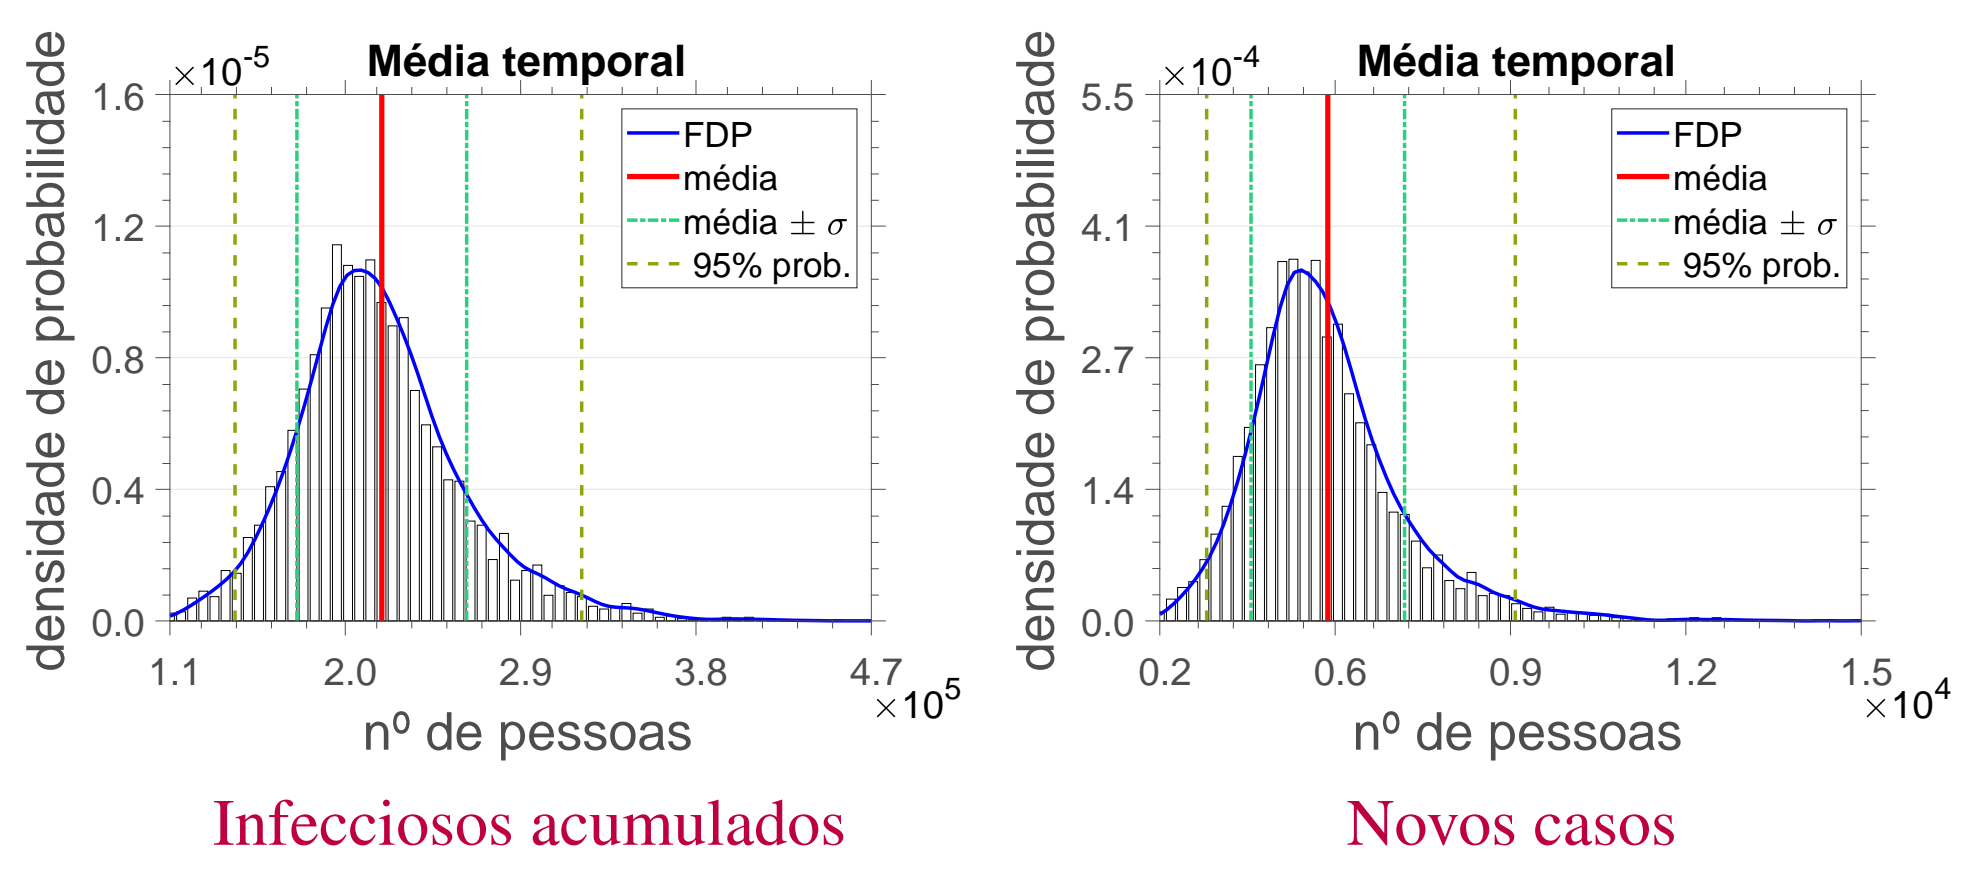 Média temporal
×10-5
densidade de probabilidade
1.6
1.2
0.8
0.4
0.0
FDP
média
média ± σ
95% prob.
1.1 2.0 2.9 3.8 4.7
×105
nº de pessoas
Infecciosos acumulados
Média temporal
×10-4
densidade de probabilidade
5.5
4.1
2.7
1.4
0.0
FDP
média
média ± σ
95% prob.
0.2 0.6 0.9 1.2 1.5
×104
nº de pessoas
Novos casos